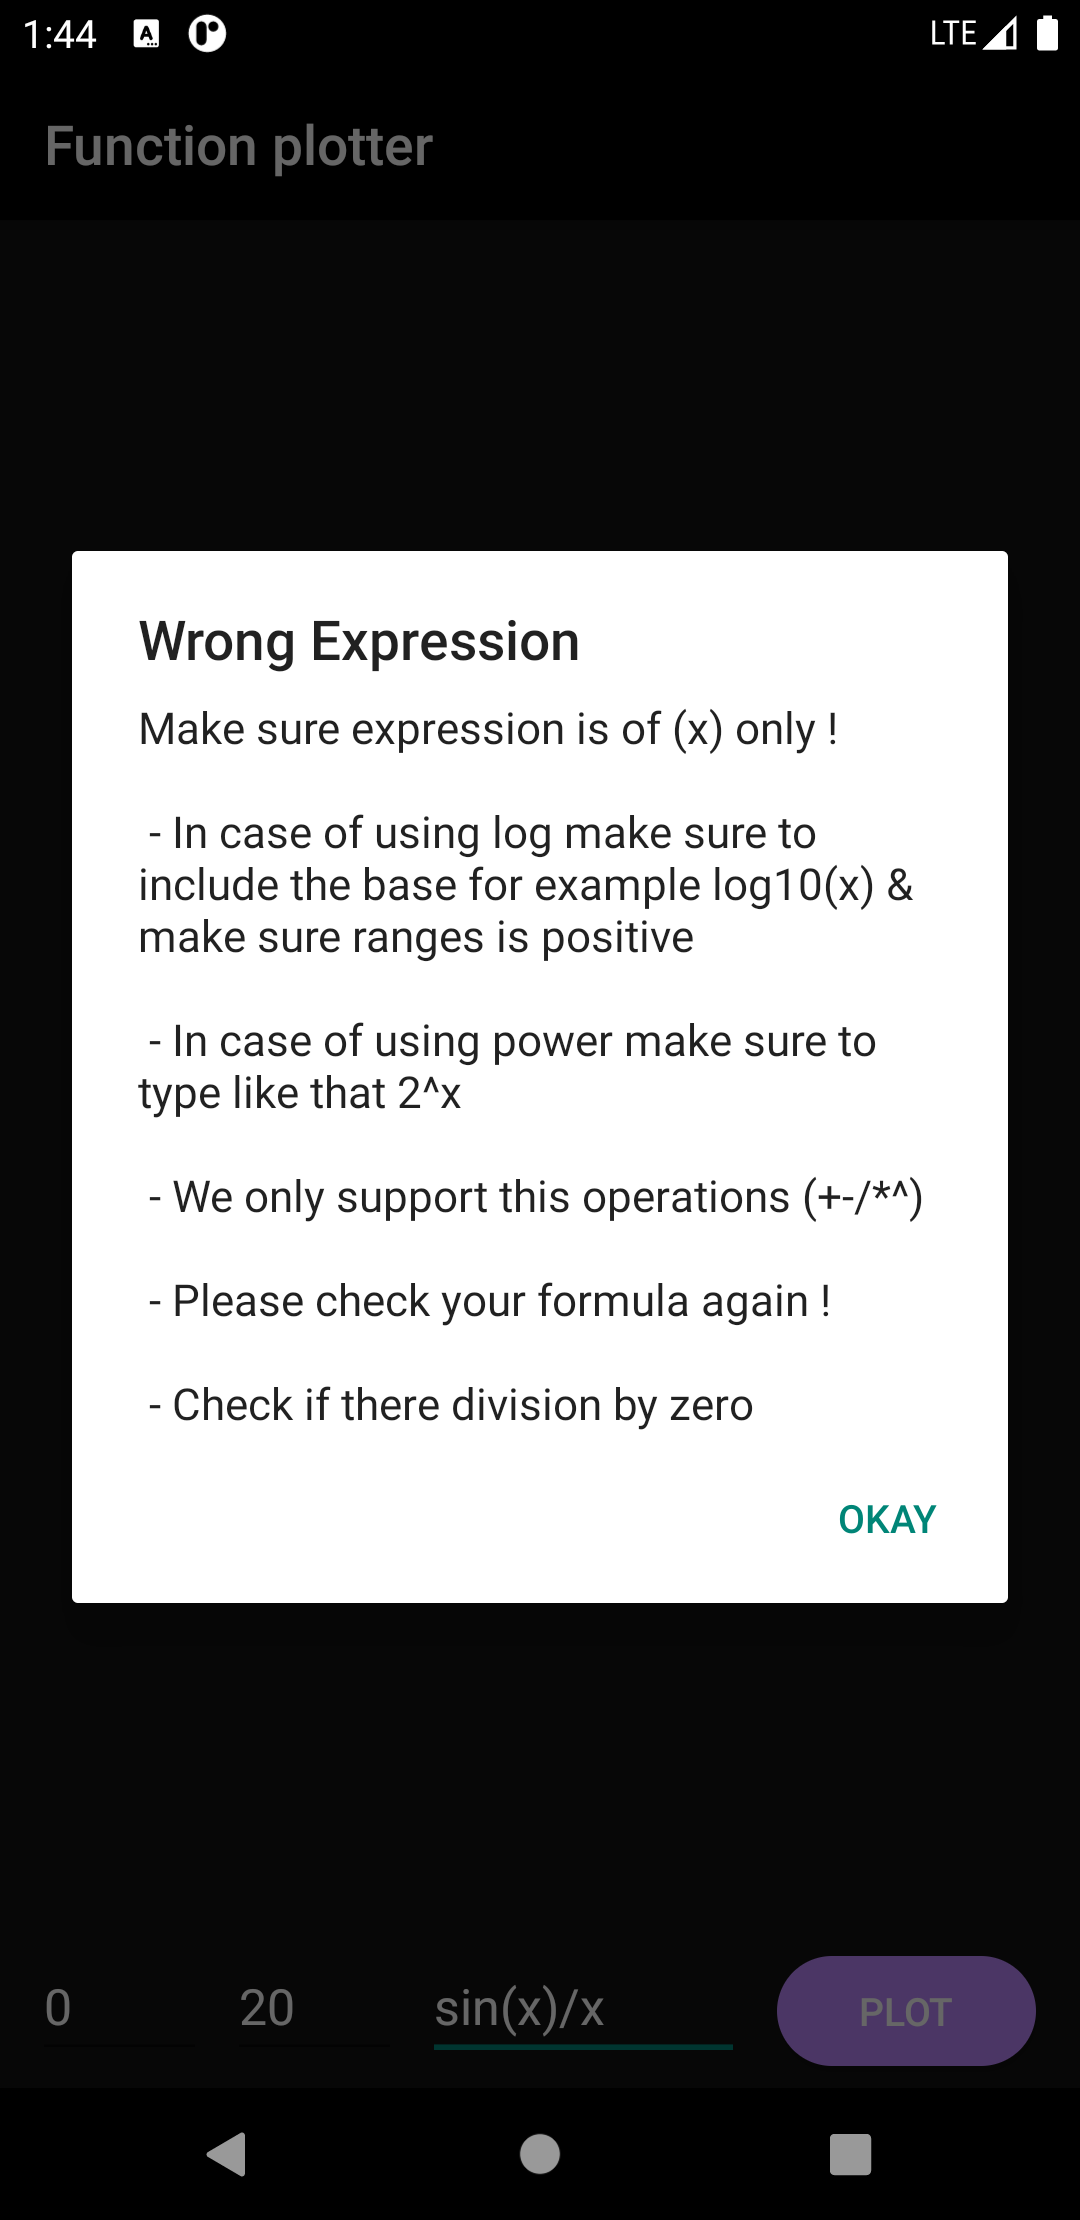 1:44
LTE
Function plotter
Wrong Expression
Make sure expression is of (x) only !
- In case of using log make sure to
include the base for example log10(x) &
make sure ranges is positive
- In case of using power make sure to
type like that 2^x
- We only support this operations (+-/*^)
- Please check your formula again !
- Check if there division by zero
OKAY
0 20 sin(x)/x PLOT